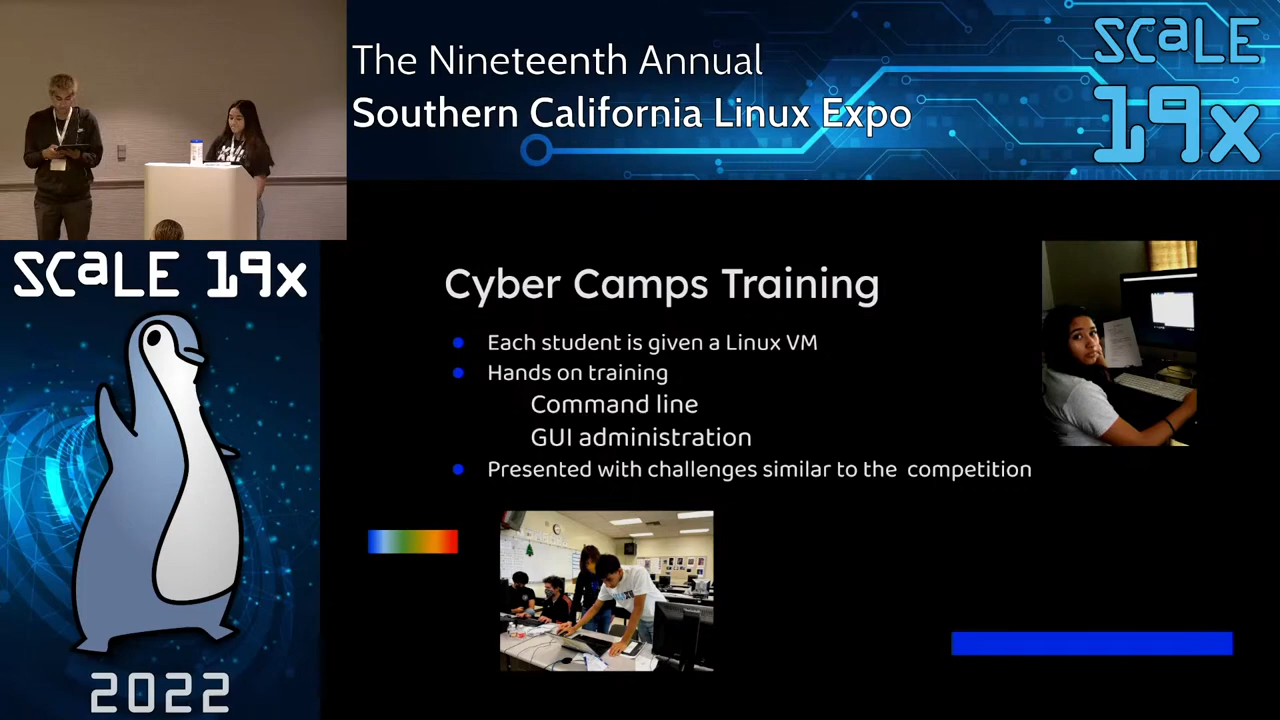 The Nineteenth Annual
Southern California Linux Expo
SCaLE
19x
SCaLE 19x
2022
Cyber Camps Training
Each student is given a Linux VM
Hands on training
Command line
GUI administration
Presented with challenges similar to the competition